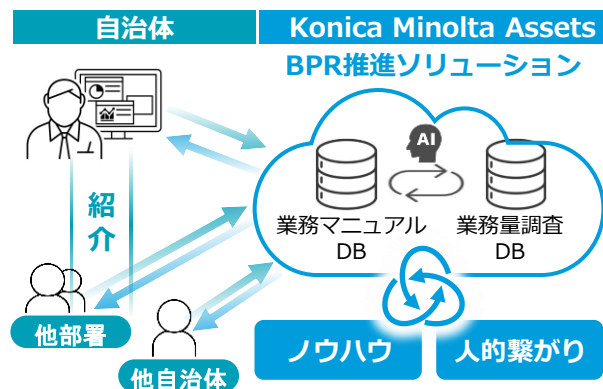 自治体
Konica Minolta Assets
BPR推進ソリューション
AI
紹介
業務マニュアル
DB
業務量調査
DB
他部署
他自治体
ノウハウ
人的繋がり